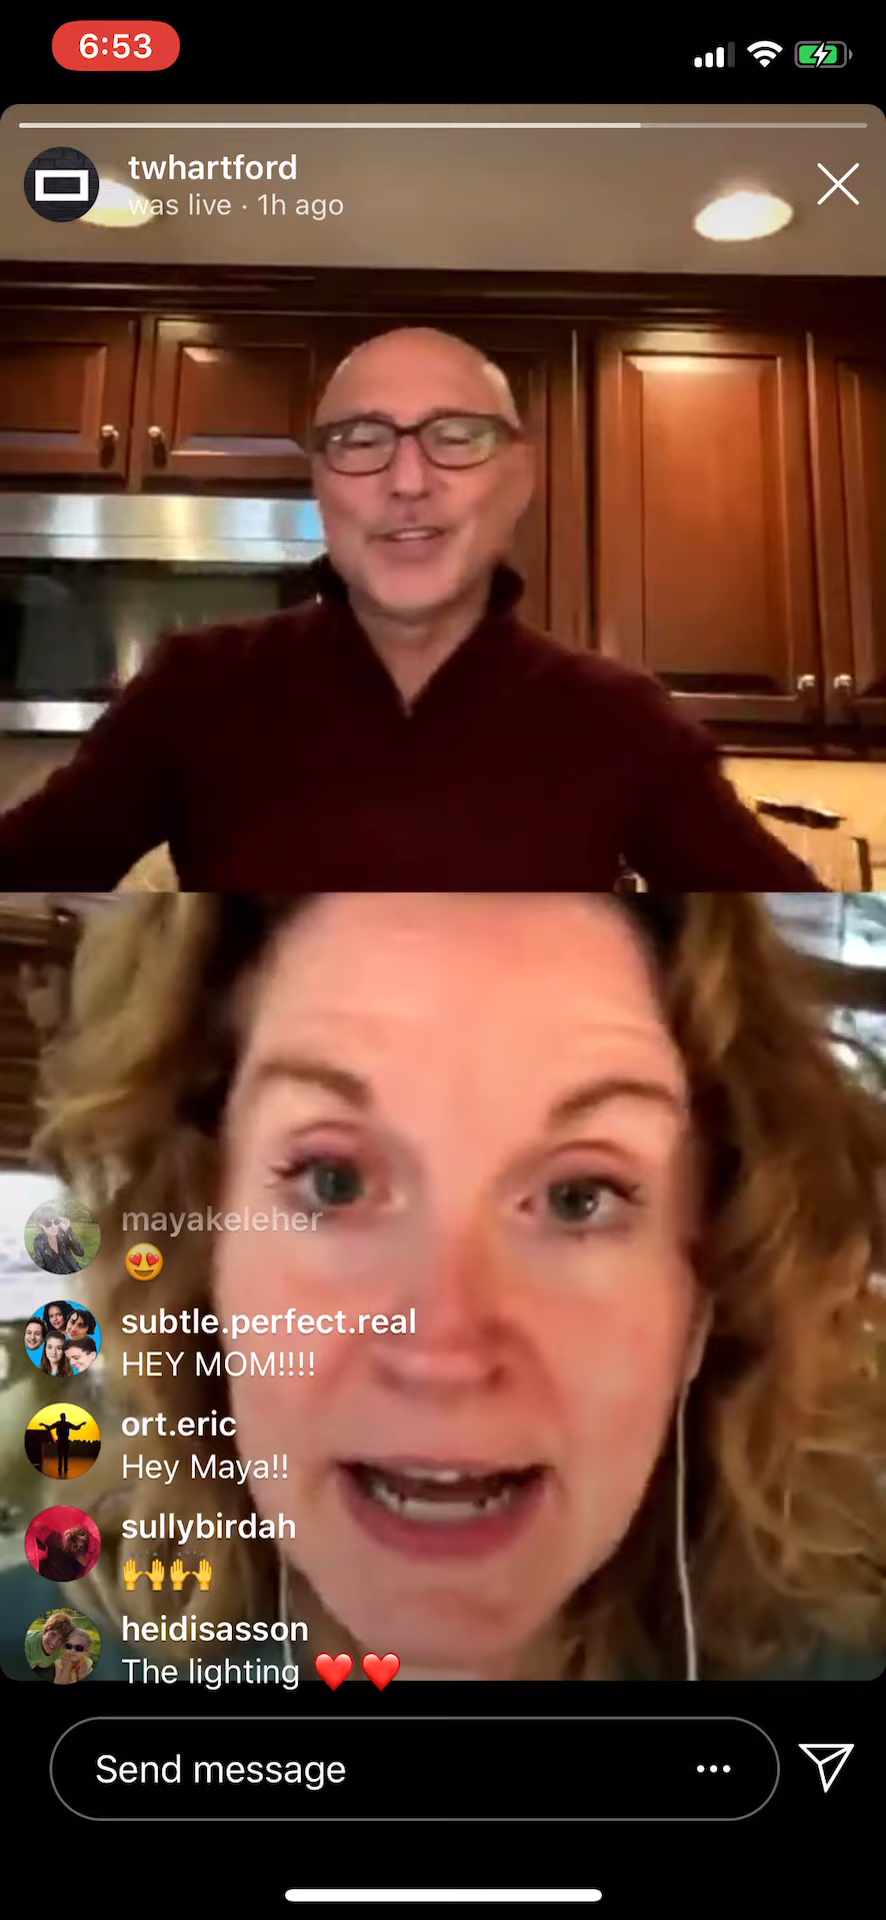 6:53
twhartford
was live · 1h ago
mayakeleher
😍
subtle.perfect.real
HEY MOM!!!!
ort.eric
Hey Maya!!
sullybirdah
🙌🙌
heidisasson
The lighting ❤️❤️
Send message